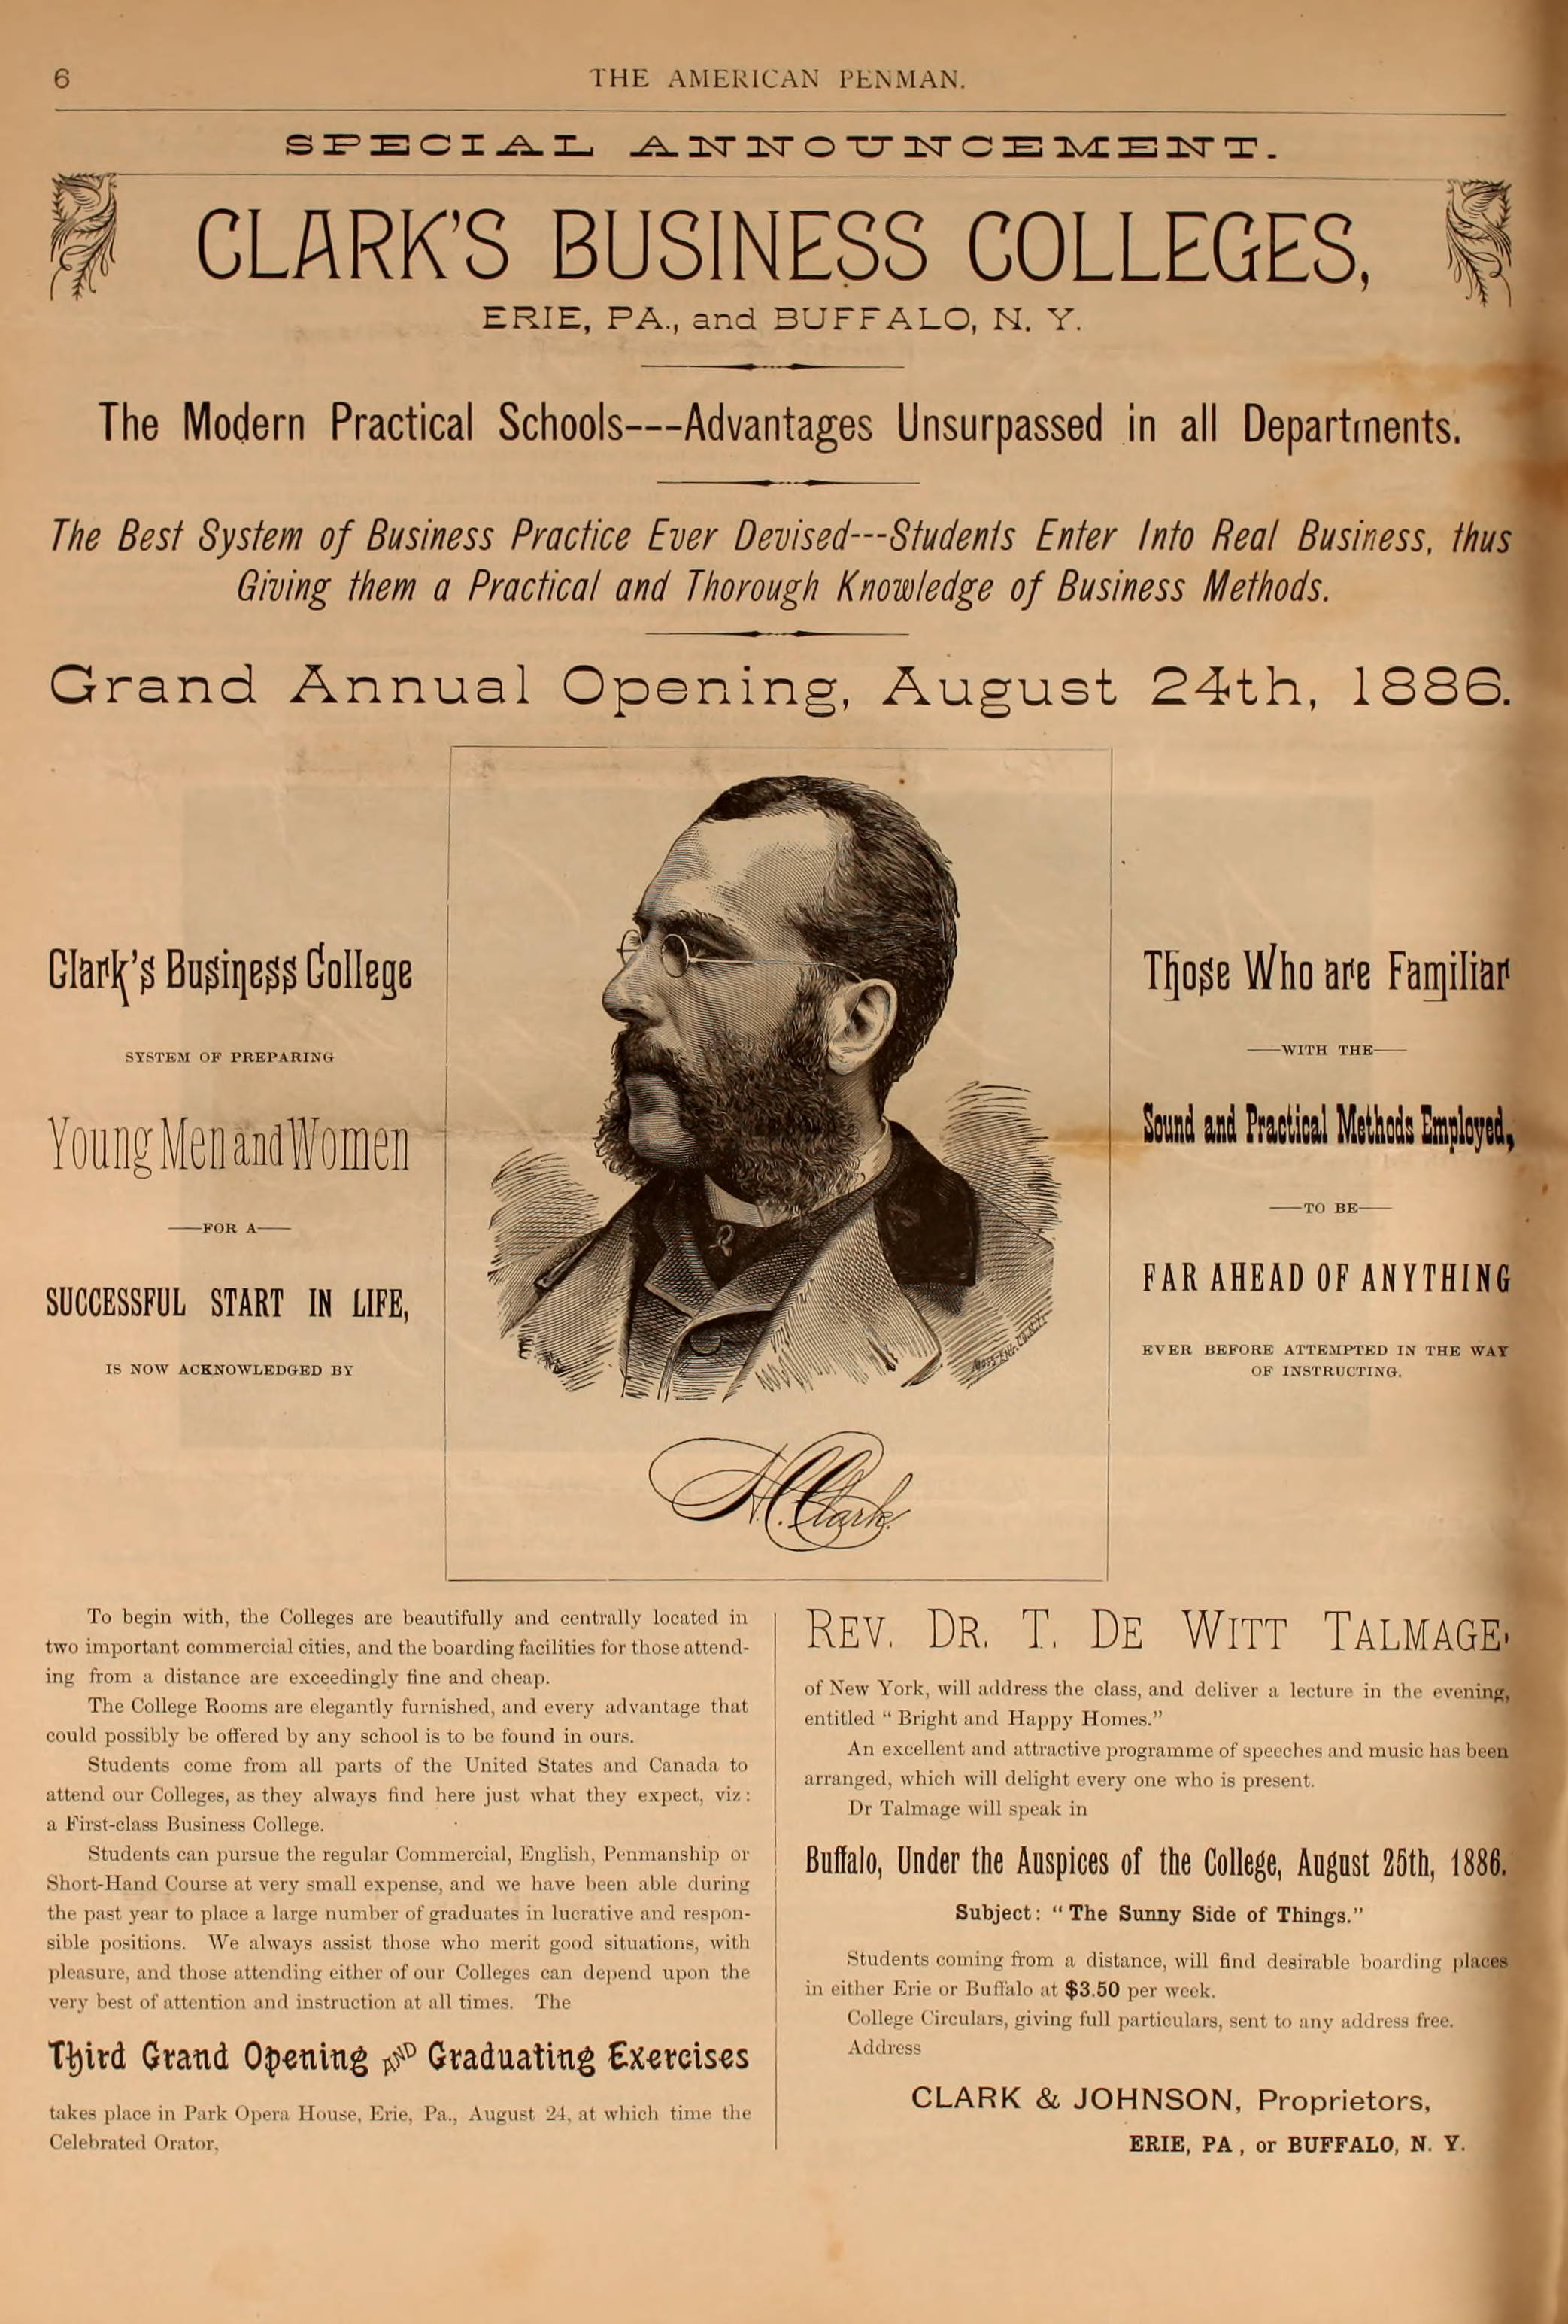 6
THE AMERICAN PENMAN.
SPECIAL ANNOUNCEMENT.
CLARK'S BUSINESS COLLEGES,
ERIE, PA., and BUFFALO, N. Y.
The Modern Practical Schools---Advantages Unsurpassed in all Departments.
The Best System of Business Practice Ever Devised---Students Enter Into Real Business, thus
Giving them a Practical and Thorough Knowledge of Business Methods.
Grand Annual Opening, August 24th, 1886.
Clark's Business College
SYSTEM OF PREPARING
Young Men and Women
——FOR A——
SUCCESSFUL START IN LIFE,
IS NOW ACKNOWLEDGED BY
H.C. Clark.
Those Who are Familiar
——WITH THE——
Sound and Practical Methods Employed,
——TO BE——
FAR AHEAD OF ANYTHING
EVER BEFORE ATTEMPTED IN THE WAY
OF INSTRUCTING.
To begin with, the Colleges are beautifully and centrally located in
two important commercial cities, and the boarding facilities for those attend-
ing from a distance are exceedingly fine and cheap.
The College Rooms are elegantly furnished, and every advantage that
could possibly be offered by any school is to be found in ours.
Students come from all parts of the United States and Canada to
attend our Colleges, as they always find here just what they expect, viz:
a First-class Business College.
Students can pursue the regular Commercial, English, Penmanship or
Short-Hand Course at very small expense, and we have been able during
the past year to place a large number of graduates in lucrative and respon-
sible positions. We always assist those who merit good situations, with
pleasure, and those attending either of our Colleges can depend upon the
very best of attention and instruction at all times. The
Third Grand Opening AND Graduating Exercises
takes place in Park Opera House, Erie, Pa., August 24, at which time the
Celebrated Orator,
REV. DR. T. DE WITT TALMAGE,
of New York, will address the class, and deliver a lecture in the evening,
entitled "Bright and Happy Homes."
An excellent and attractive programme of speeches and music has been
arranged, which will delight every one who is present.
Dr Talmage will speak in
Buffalo, Under the Auspices of the College, August 25th, 1886.
Subject: "The Sunny Side of Things."
Students coming from a distance, will find desirable boarding places
in either Erie or Buffalo at $3.50 per week.
College Circulars, giving full particulars, sent to any address free.
Address
CLARK & JOHNSON, Proprietors,
ERIE, PA, or BUFFALO, N. Y.